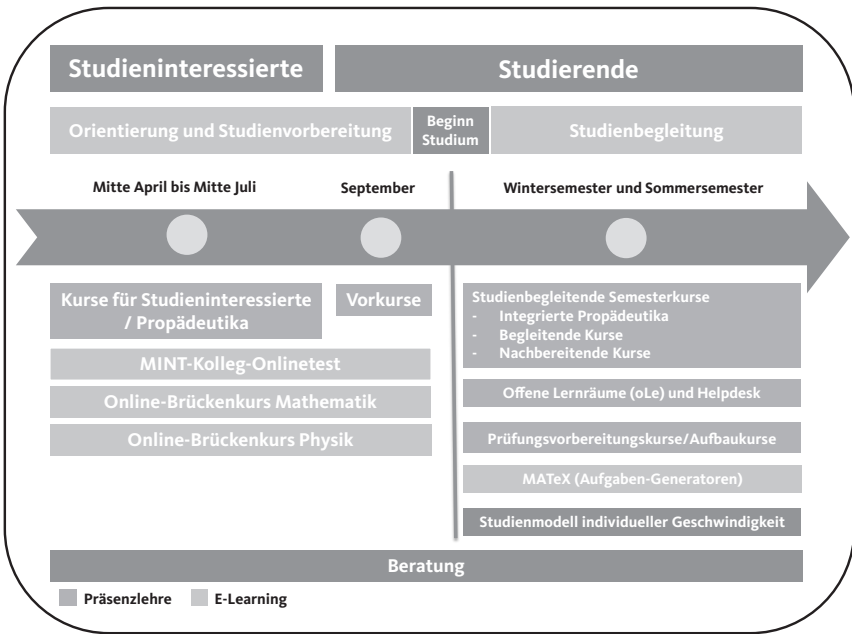 Studieninteressierte
Studierende
Orientierung und Studienvorbereitung
Beginn
Studium
Studienbegleitung
Mitte April bis Mitte Juli
September
Wintersemester und Sommersemester
Kurse für Studieninteressierte
/ Propädeutika
Vorkurse
MINT-Kolleg-Onlinetest
Online-Brückenkurs Mathematik
Online-Brückenkurs Physik
Studienbegleitende Semesterkurse
- Integrierte Propädeutika
- Begleitende Kurse
- Nachbereitende Kurse
Offene Lernräume (oLe) und Helpdesk
Prüfungsvorbereitungskurse/Aufbaukurse
MATeX (Aufgaben-Generatoren)
Studienmodell individueller Geschwindigkeit
Beratung
Präsenzlehre
E-Learning